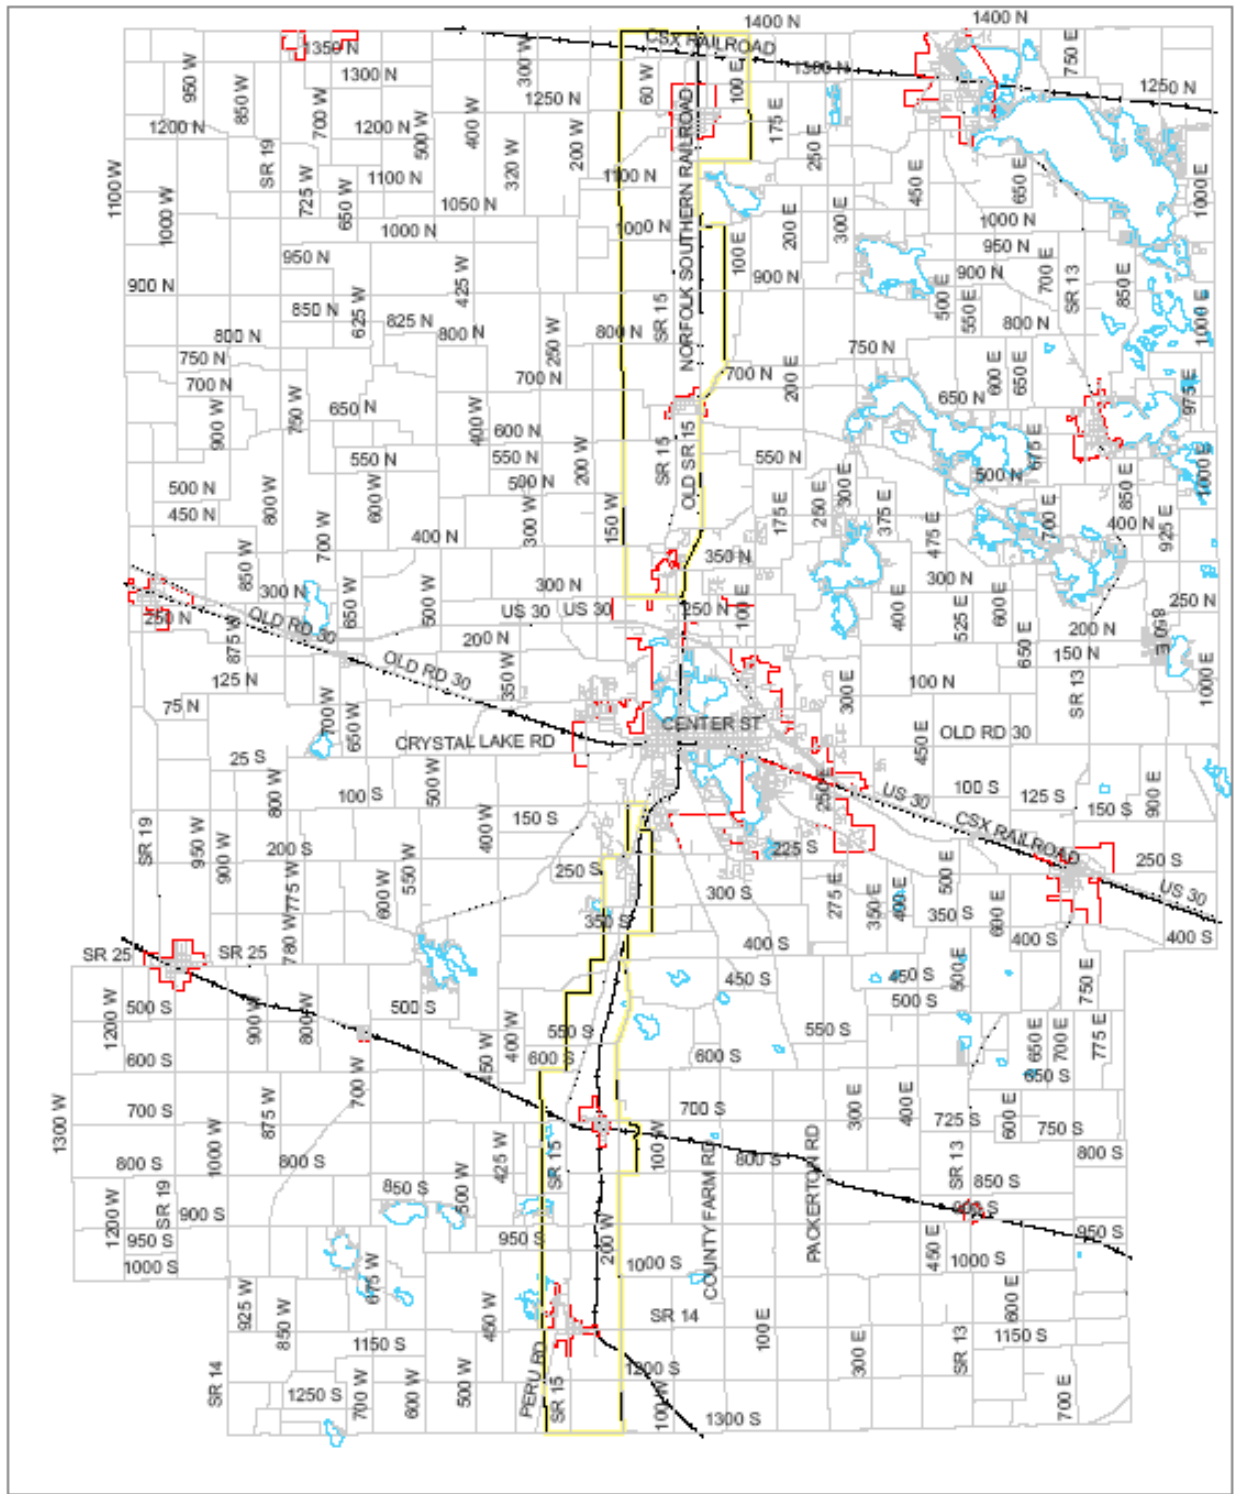 1400 N
1400 N
CSX RAILROAD
1350 N
300 W
750 E
950 W
1300 N
60 W
100 E
1300 N
1250 N
850 W
1250 N
700 W
1200 N
1200 N
500 W
400 W
200 W
175 E
250 E
NORFOLK SOUTHERN RAILROAD
SR 19
320 W
1100 N
1100 N
450 E
650 E
1000 E
1100 W
1000 W
725 W
650 W
1050 N
1000 N
1000 N
200 E
300 E
1000 N
950 N
100 E
950 N
900 N
425 W
900 N
900 N
700 E
SR 13
850 E
850 N
625 W
825 N
800 N
800 N
250 W
800 N
SR 15
500 E
550 E
800 N
1000 E
750 N
750 N
700 N
700 N
700 N
200 E
600 E
650 E
650 N
975 E
900 W
750 W
650 N
400 W
600 N
550 N
550 N
200 W
SR 15
OLD SR 15
550 N
675 E
500 N
500 N
500 N
800 W
600 W
300 W
150 W
175 E
250 E
300 E
375 E
475 E
700 E
850 E
1000 E
450 N
700 W
400 N
400 N
925 E
350 N
850 W
300 N
650 W
500 W
300 N
300 N
250 N
OLD RD 30
US 30
US 30
250 N
100 E
400 E
525 E
600 E
250 N
850 E
875 W
200 N
200 N
650 E
150 N
OLD RD 30
350 W
125 N
300 E
100 N
SR 13
1000 E
75 N
700 W
650 W
CENTER ST
CRYSTAL LAKE RD
450 E
OLD RD 30
25 S
800 W
500 W
250 E
100 S
US 30
100 S
125 S
150 S
900 E
150 S
400 W
CSX RAILROAD
SR 19
950 W
900 W
200 S
775 W
550 W
225 S
250 S
250 S
600 W
300 S
275 E
350 E
400 E
500 E
US 30
350 S
350 S
600 E
780 W
400 S
400 S
400 S
SR 25
SR 25
450 S
450 S
500 E
750 E
500 S
1200 W
900 W
800 W
500 S
500 S
550 S
550 S
400 W
450 W
600 S
600 S
600 S
650 E
700 E
775 E
650 S
700 W
1300 W
700 S
875 W
700 S
300 E
400 E
725 S
600 E
750 S
1000 W
100 W
800 S
800 S
425 W
SR 15
COUNTY FARM RD
800 S
PACKERTON RD
SR 13
800 S
850 S
850 S
1200 W
SR 19
500 W
900 S
900 S
950 S
950 S
200 W
450 E
950 S
1000 S
1000 S
1000 S
675 W
925 W
850 W
450 W
SR 14
600 E
100 E
1150 S
300 E
SR 13
1150 S
SR 14
1250 S
700 W
600 W
500 W
PERU RD
SR 15
1200 S
100 W
1300 S
700 E